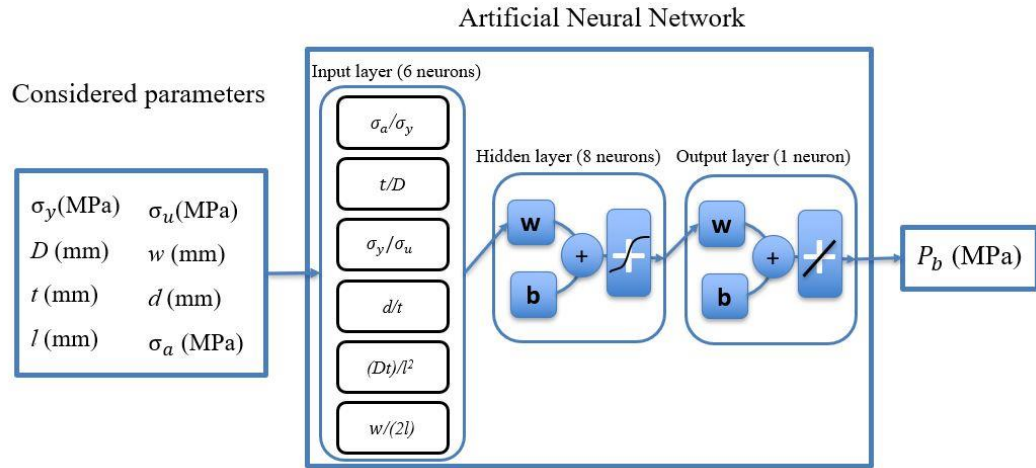 Artificial Neural Network
Considered parameters
σy(MPa)
σu(MPa)
D (mm)
w (mm)
t (mm)
d (mm)
l (mm)
σa (MPa)
Input layer (6 neurons)
σa/σy
t/D
σy/σu
d/t
(Dt)/l²
w/(2l)
Hidden layer (8 neurons)
w
+
b
Output layer (1 neuron)
w
+
b
Pb (MPa)